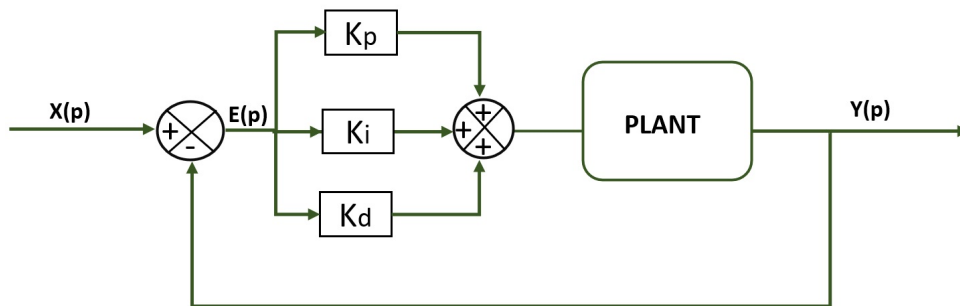 X(p)
+
-
E(p)
Kp
Ki
Kd
+
+
+
PLANT
Y(p)